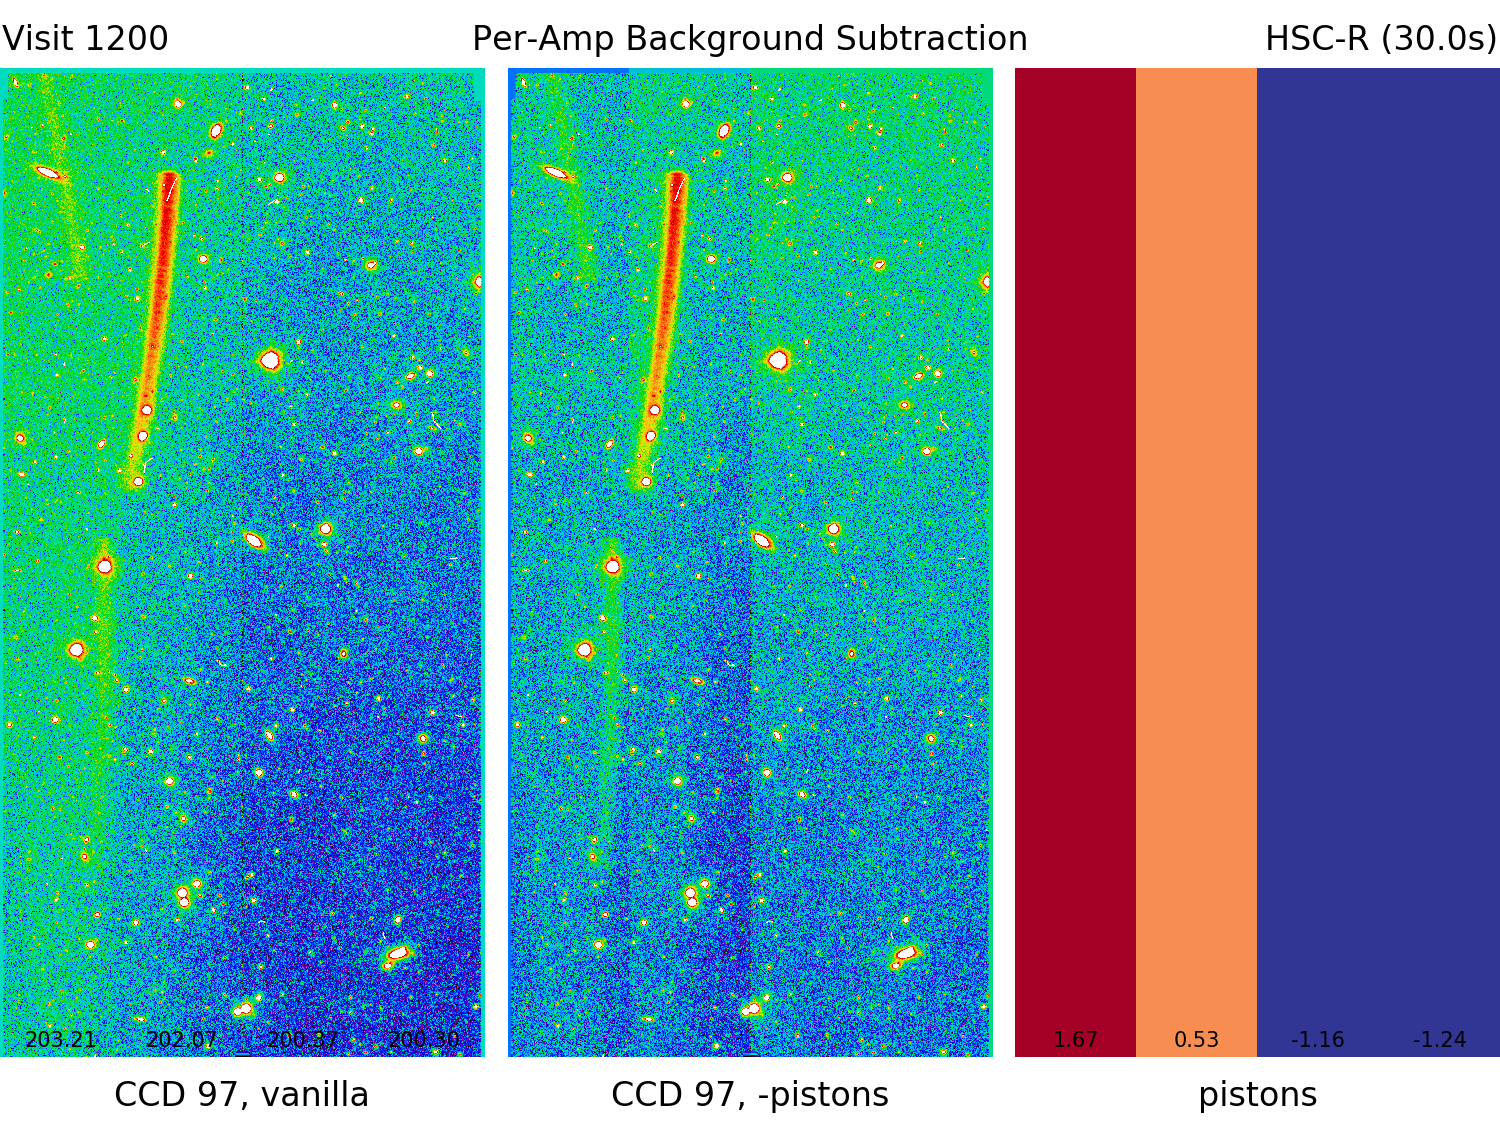 Visit 1200 Per-Amp Background Subtraction HSC-R (30.0s)
203.21 202.07 200.37 200.30 1.67 0.53 -1.16 -1.24
CCD 97, vanilla CCD 97, -pistons pistons